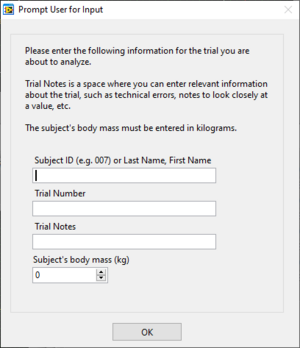 Prompt User for Input
Please enter the following information for the trial you are
about to analyze.
Trial Notes is a space where you can enter relevant information
about the trial, such as technical errors, notes to look closely at
a value, etc.
The subject's body mass must be entered in kilograms.
Subject ID (e.g. 007) or Last Name, First Name
Trial Number
Trial Notes
Subject's body mass (kg)
0
OK